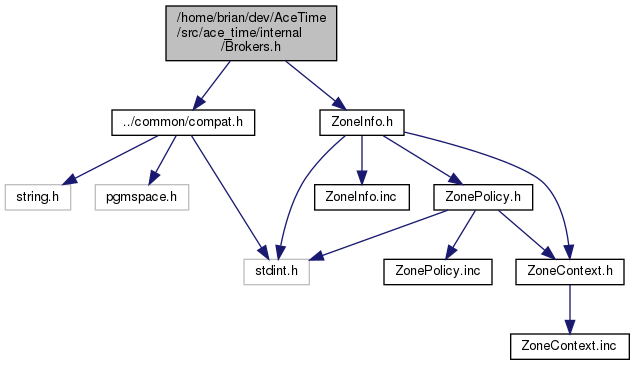 /home/brian/dev/AceTime
/src/ace_time/internal
/Brokers.h
../common/compat.h
ZoneInfo.h
string.h
pgmspace.h
ZoneInfo.inc
ZonePolicy.h
stdint.h
ZonePolicy.inc
ZoneContext.h
ZoneContext.inc